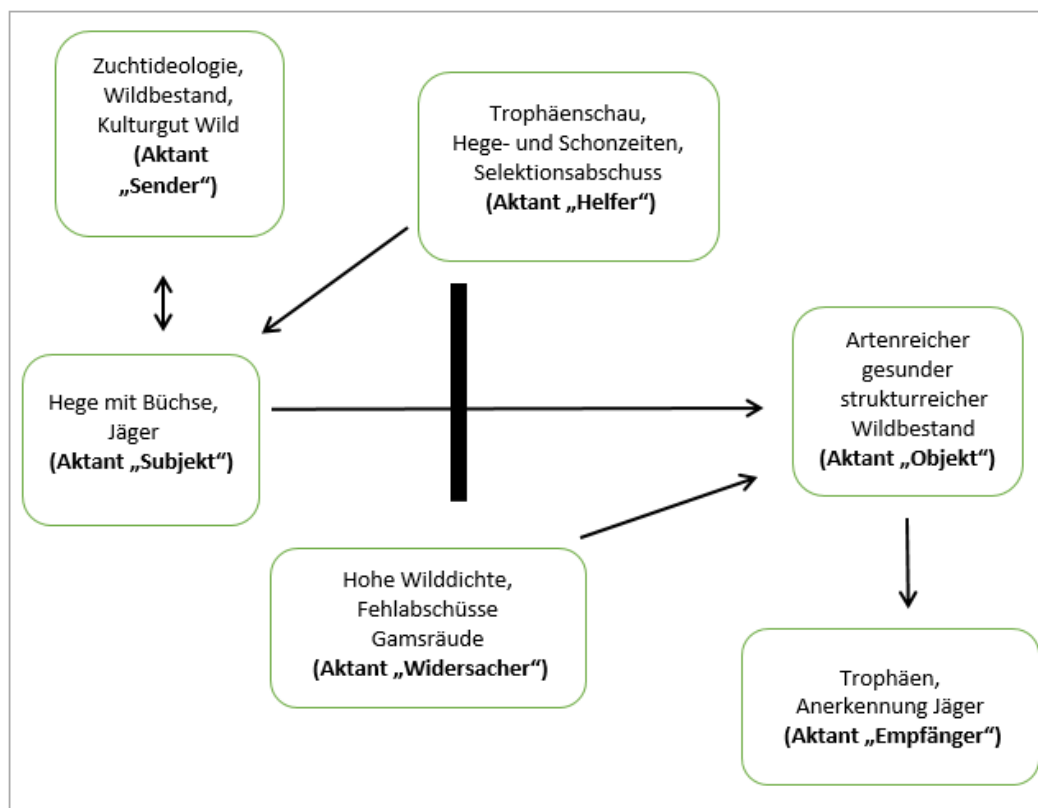 Zuchtideologie,
Wildbestand,
Kulturgut Wild
(Aktant
„Sender“)
Trophäenschau,
Hege- und Schonzeiten,
Selektionsabschuss
(Aktant „Helfer“)
Hege mit Büchse,
Jäger
(Aktant „Subjekt“)
Artenreicher
gesunder
strukturreicher
Wildbestand
(Aktant „Objekt“)
Hohe Wilddichte,
Fehlabschüsse
Gamsräude
(Aktant „Widersacher“)
Trophäen,
Anerkennung Jäger
(Aktant „Empfänger“)